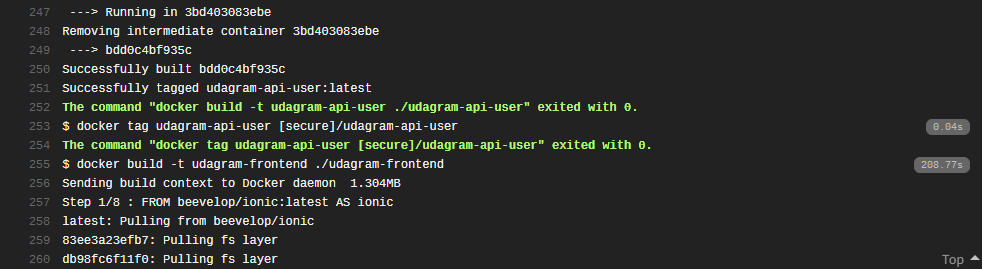 247 ---> Running in 3bd403083ebe
248 Removing intermediate container 3bd403083ebe
249 ---> bdd0c4bf935c
250 Successfully built bdd0c4bf935c
251 Successfully tagged udagram-api-user:latest
252 The command "docker build -t udagram-api-user ./udagram-api-user" exited with 0.
253 $ docker tag udagram-api-user [secure]/udagram-api-user 0.04s
254 The command "docker tag udagram-api-user [secure]/udagram-api-user" exited with 0.
255 $ docker build -t udagram-frontend ./udagram-frontend 208.77s
256 Sending build context to Docker daemon  1.304MB
257 Step 1/8 : FROM beevelop/ionic:latest AS ionic
258 latest: Pulling from beevelop/ionic
259 83ee3a23efb7: Pulling fs layer
260 db98fc6f11f0: Pulling fs layer
Top